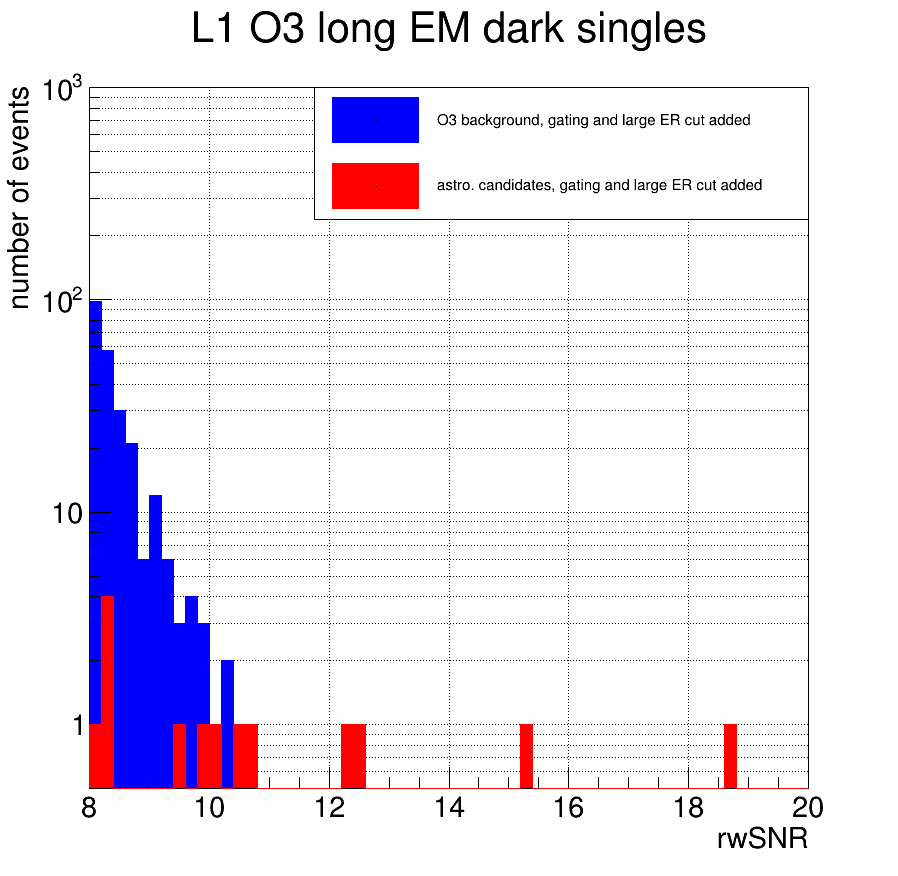 L1 O3 long EM dark singles
number of events
10³
10²
10
1
O3 background, gating and large ER cut added
astro. candidates, gating and large ER cut added
8 10 12 14 16 18 20
rwSNR